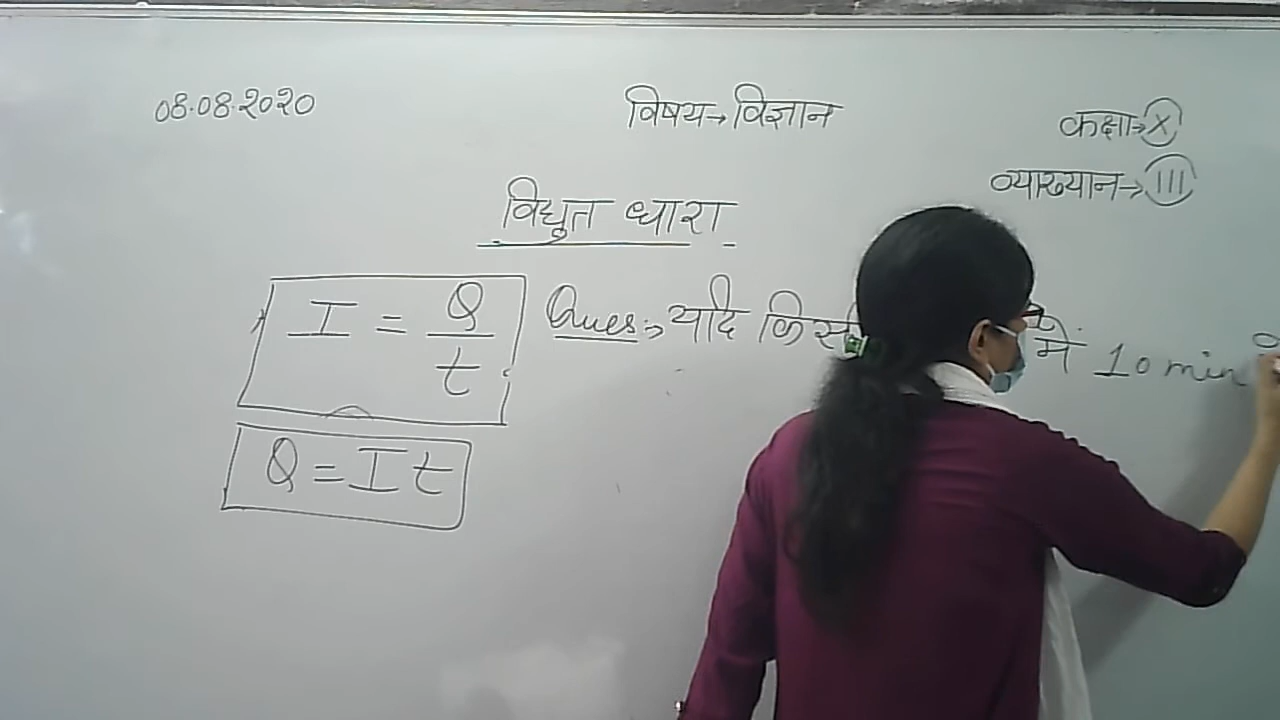 08.08.2020
विषय→विज्ञान
कक्षा→X
व्याख्यान→III
विद्युत धारा
I = Q/t
Ques:→ यदि में 10 min
Q = It